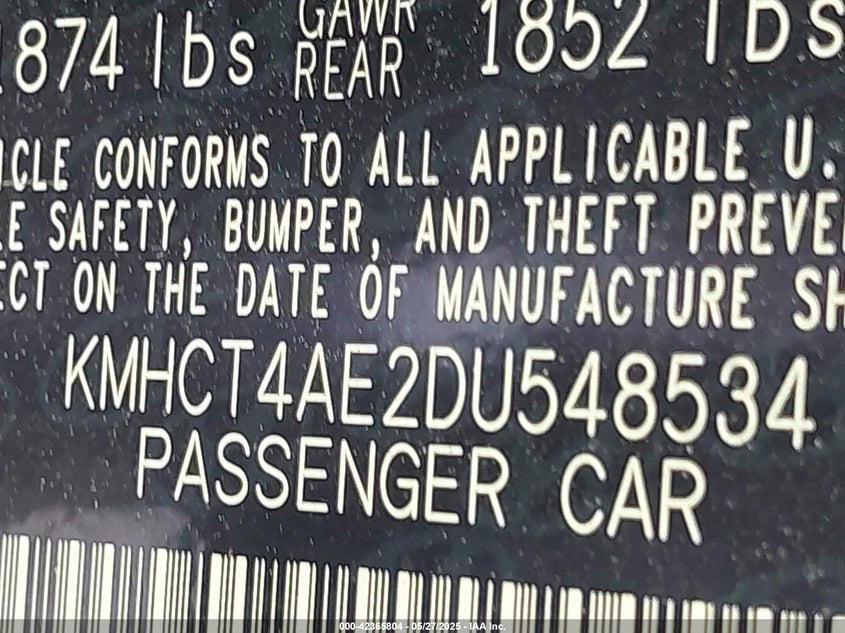 1874 lbs GAWR REAR 1852 lbs
ICLE CONFORMS TO ALL APPLICABLE U.
LE SAFETY, BUMPER, AND THEFT PREVE
ECT ON THE DATE OF MANUFACTURE SH
KMHCT4AE2DU548534
PASSENGER CAR
000-42365804 - 05/27/2025 - IAA Inc.